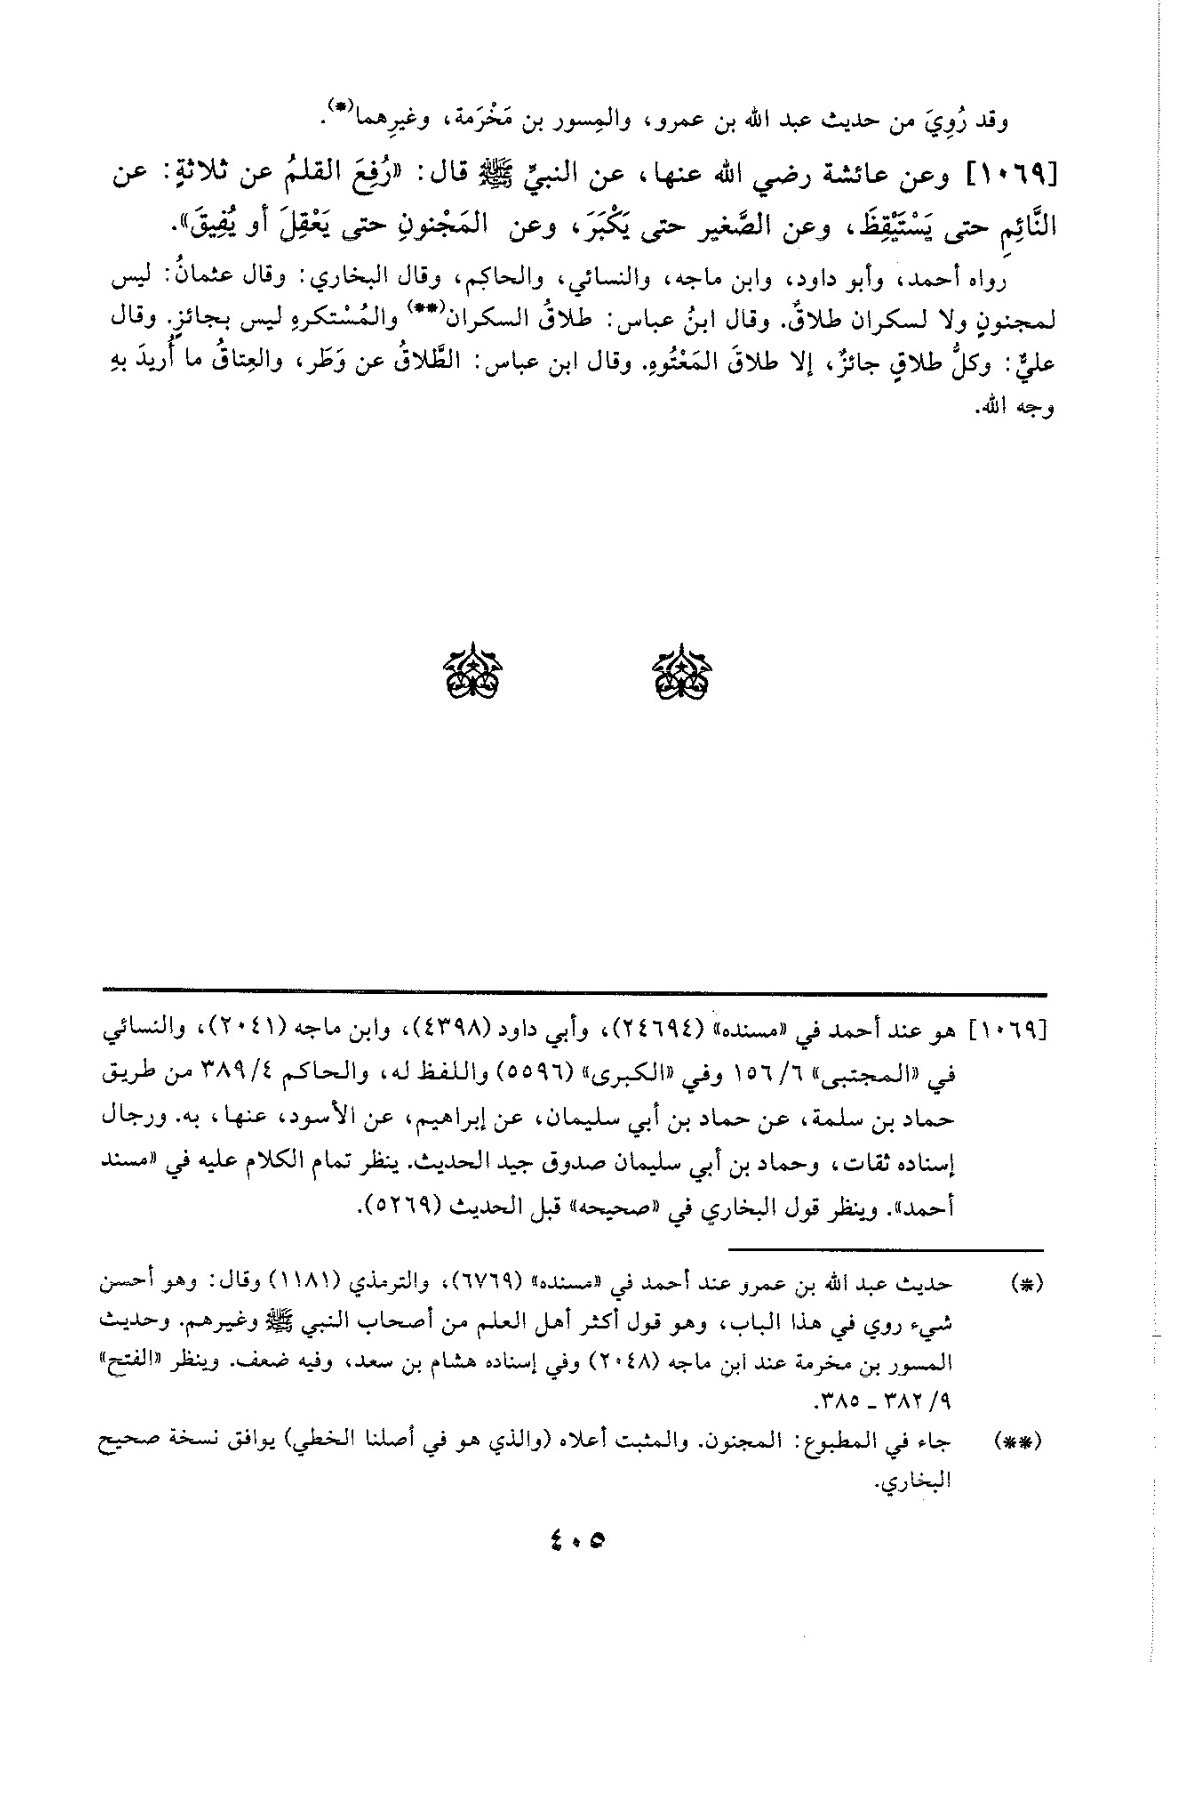 وقد رُوِيَ من حديث عبد الله بن عمرو، والمِسور بن مَخْرَمة، وغيرِهما(*).
[١٠٦٩] وعن عائشة رضي الله عنها، عن النبيِّ ﷺ قال: «رُفِعَ القلمُ عن ثلاثةٍ: عن
النَّائِمِ حتى يَسْتَيْقِظَ، وعن الصَّغير حتى يَكْبَرَ، وعن المَجْنونِ حتى يَعْقِلَ أو يُفِيقَ».
رواه أحمد، وأبو داود، وابن ماجه، والنسائي، والحاكم، وقال البخاري: وقال عثمانُ: ليس
لمجنونٍ ولا لسكران طلاقٌ. وقال ابنُ عباس: طلاقُ السكران(**) والمُسْتكرهِ ليس بجائزٍ. وقال
عليٌّ: وكلُّ طلاقٍ جائزٌ، إلا طلاقَ المَعْتُوهِ. وقال ابن عباس: الطَّلاقُ عن وَطَر، والعِتاقُ ما أُريدَ بهِ
وجه الله.
[١٠٦٩] هو عند أحمد في «مسنده» (٢٤٦٩٤)، وأبي داود (٤٣٩٨)، وابن ماجه (٢٠٤١)، والنسائي
في «المجتبى» ٦/ ١٥٦ وفي «الكبرى» (٥٥٩٦) واللفظ له، والحاكم ٤/ ٣٨٩ من طريق
حماد بن سلمة، عن حماد بن أبي سليمان، عن إبراهيم، عن الأسود، عنها، به. ورجال
إسناده ثقات، وحماد بن أبي سليمان صدوق جيد الحديث. ينظر تمام الكلام عليه في «مسند
أحمد». وينظر قول البخاري في «صحيحه» قبل الحديث (٥٢٦٩).
(*) حديث عبد الله بن عمرو عند أحمد في «مسنده» (٦٧٦٩)، والترمذي (١١٨١) وقال: وهو أحسن
شيء روي في هذا الباب، وهو قول أكثر أهل العلم من أصحاب النبي ﷺ وغيرهم. وحديث
المسور بن مخرمة عند ابن ماجه (٢٠٤٨) وفي إسناده هشام بن سعد، وفيه ضعف. وينظر «الفتح»
٩/ ٣٨٢ ـ ٣٨٥.
(**) جاء في المطبوع: المجنون. والمثبت أعلاه (والذي هو في أصلنا الخطي) يوافق نسخة صحيح
البخاري.
٤٠٥